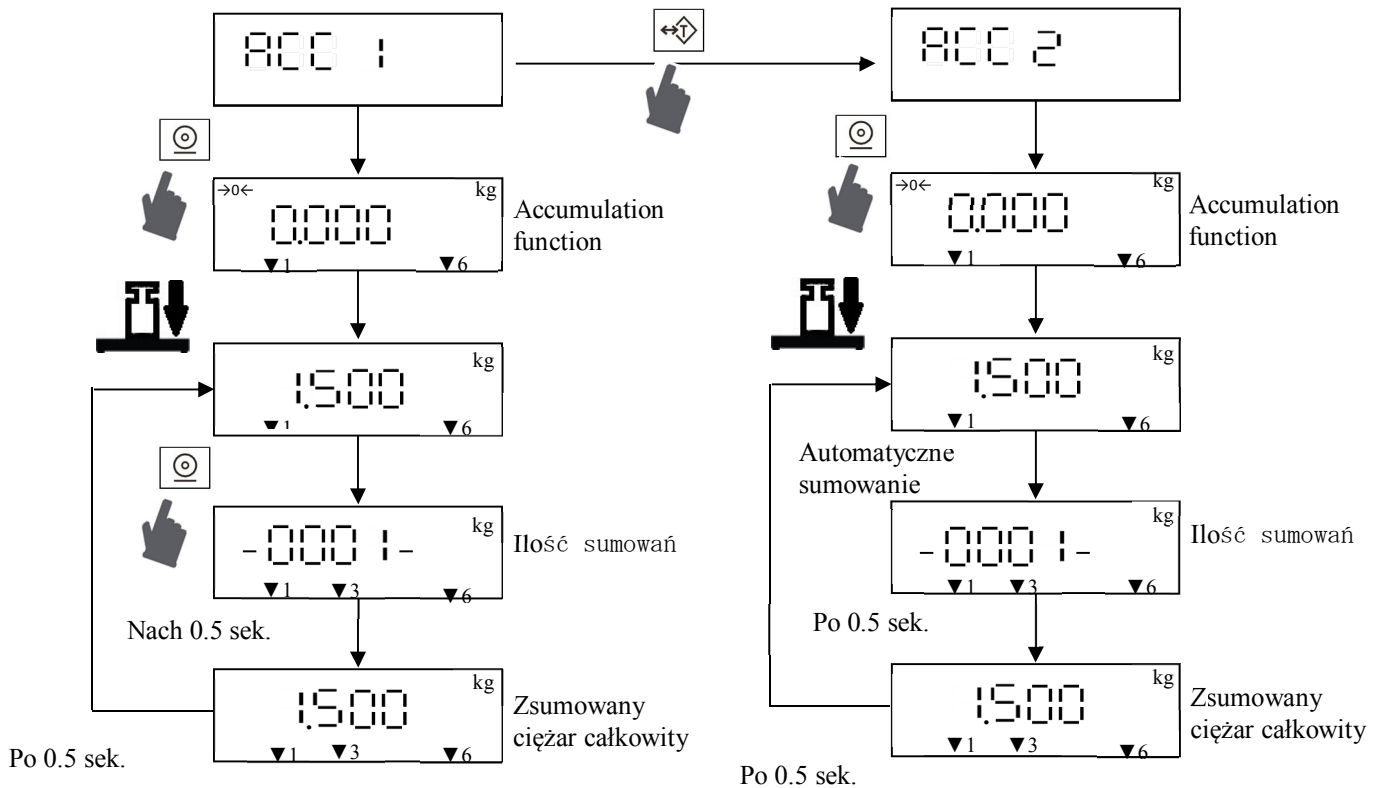 ACC 1
→0←
kg
0.000
▼1 ▼6
Accumulation
function
kg
1.500
▼1 ▼6
kg
-0001-
▼1 ▼3 ▼6
Ilość sumowań
Nach 0.5 sek.
kg
1.500
▼1 ▼3 ▼6
Zsumowany
ciężar całkowity
Po 0.5 sek.
T
ACC 2
→0←
kg
0.000
▼1 ▼6
Accumulation
function
kg
1.500
▼1 ▼6
Automatyczne
sumowanie
kg
-0001-
▼1 ▼3 ▼6
Ilość sumowań
Po 0.5 sek.
kg
1.500
▼1 ▼3 ▼6
Zsumowany
ciężar całkowity
Po 0.5 sek.